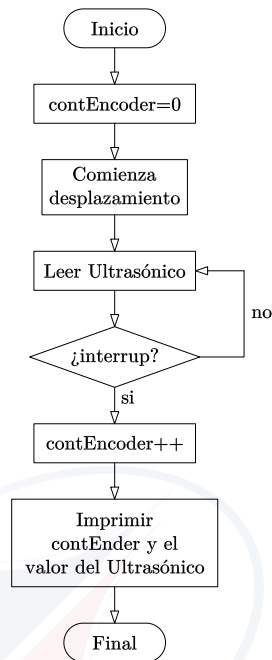 Inicio
contEncoder=0
Comienza
desplazamiento
Leer Ultrasónico
no
¿interrup?
si
contEncoder++
Imprimir
contEnder y el
valor del Ultrasónico
Final